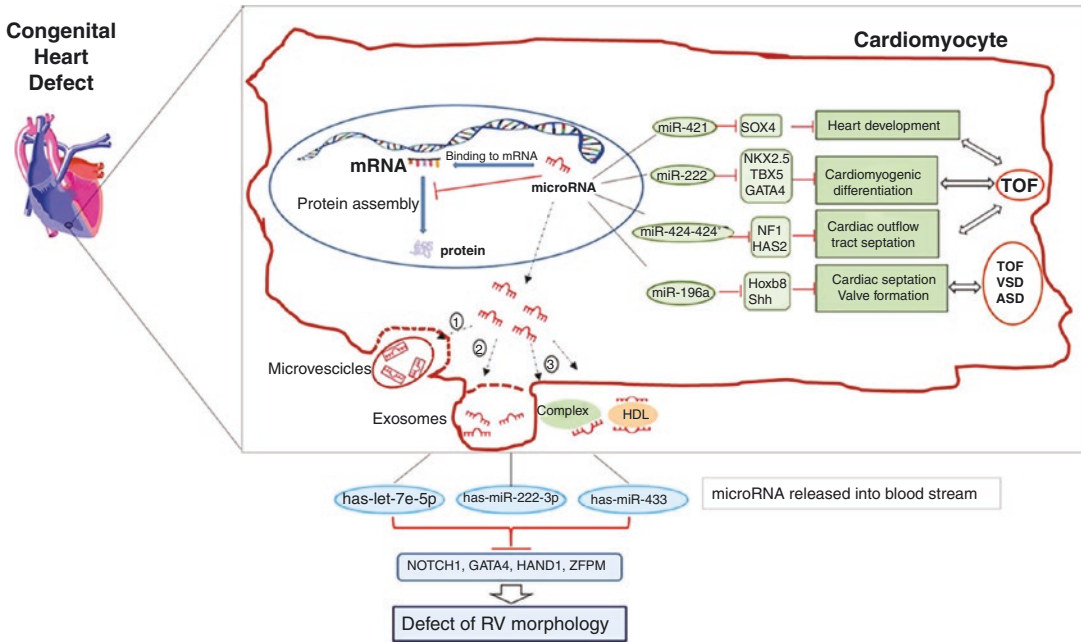 Congenital
Heart
Defect
Cardiomyocyte
mRNA
Binding to mRNA
microRNA
Protein assembly
protein
miR-421
SOX4
Heart development
miR-222
NKX2.5
TBX5
GATA4
Cardiomyogenic
differentiation
TOF
miR-424-424*
NF1
HAS2
Cardiac outflow
tract septation
miR-196a
Hoxb8
Shh
Cardiac septation
Valve formation
TOF
VSD
ASD
1
2
3
Microvescicles
Exosomes
Complex
HDL
has-let-7e-5p
has-miR-222-3p
has-miR-433
microRNA released into blood stream
NOTCH1, GATA4, HAND1, ZFPM
Defect of RV morphology